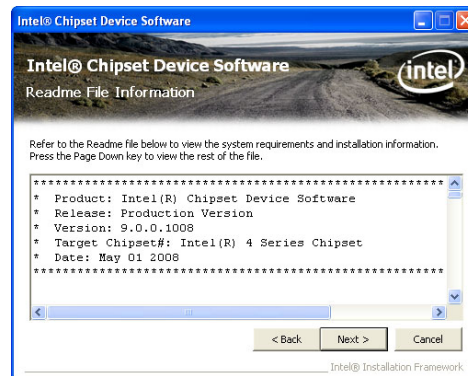 Intel® Chipset Device Software
Intel® Chipset Device Software
intel
Readme File Information
Refer to the Readme file below to view the system requirements and installation information.
Press the Page Down key to view the rest of the file.
********************************************************
* Product: Intel(R) Chipset Device Software
* Release: Production Version
* Version: 9.0.0.1008
* Target Chipset#: Intel(R) 4 Series Chipset
* Date: May 01 2008
********************************************************
< Back Next > Cancel
Intel® Installation Framework